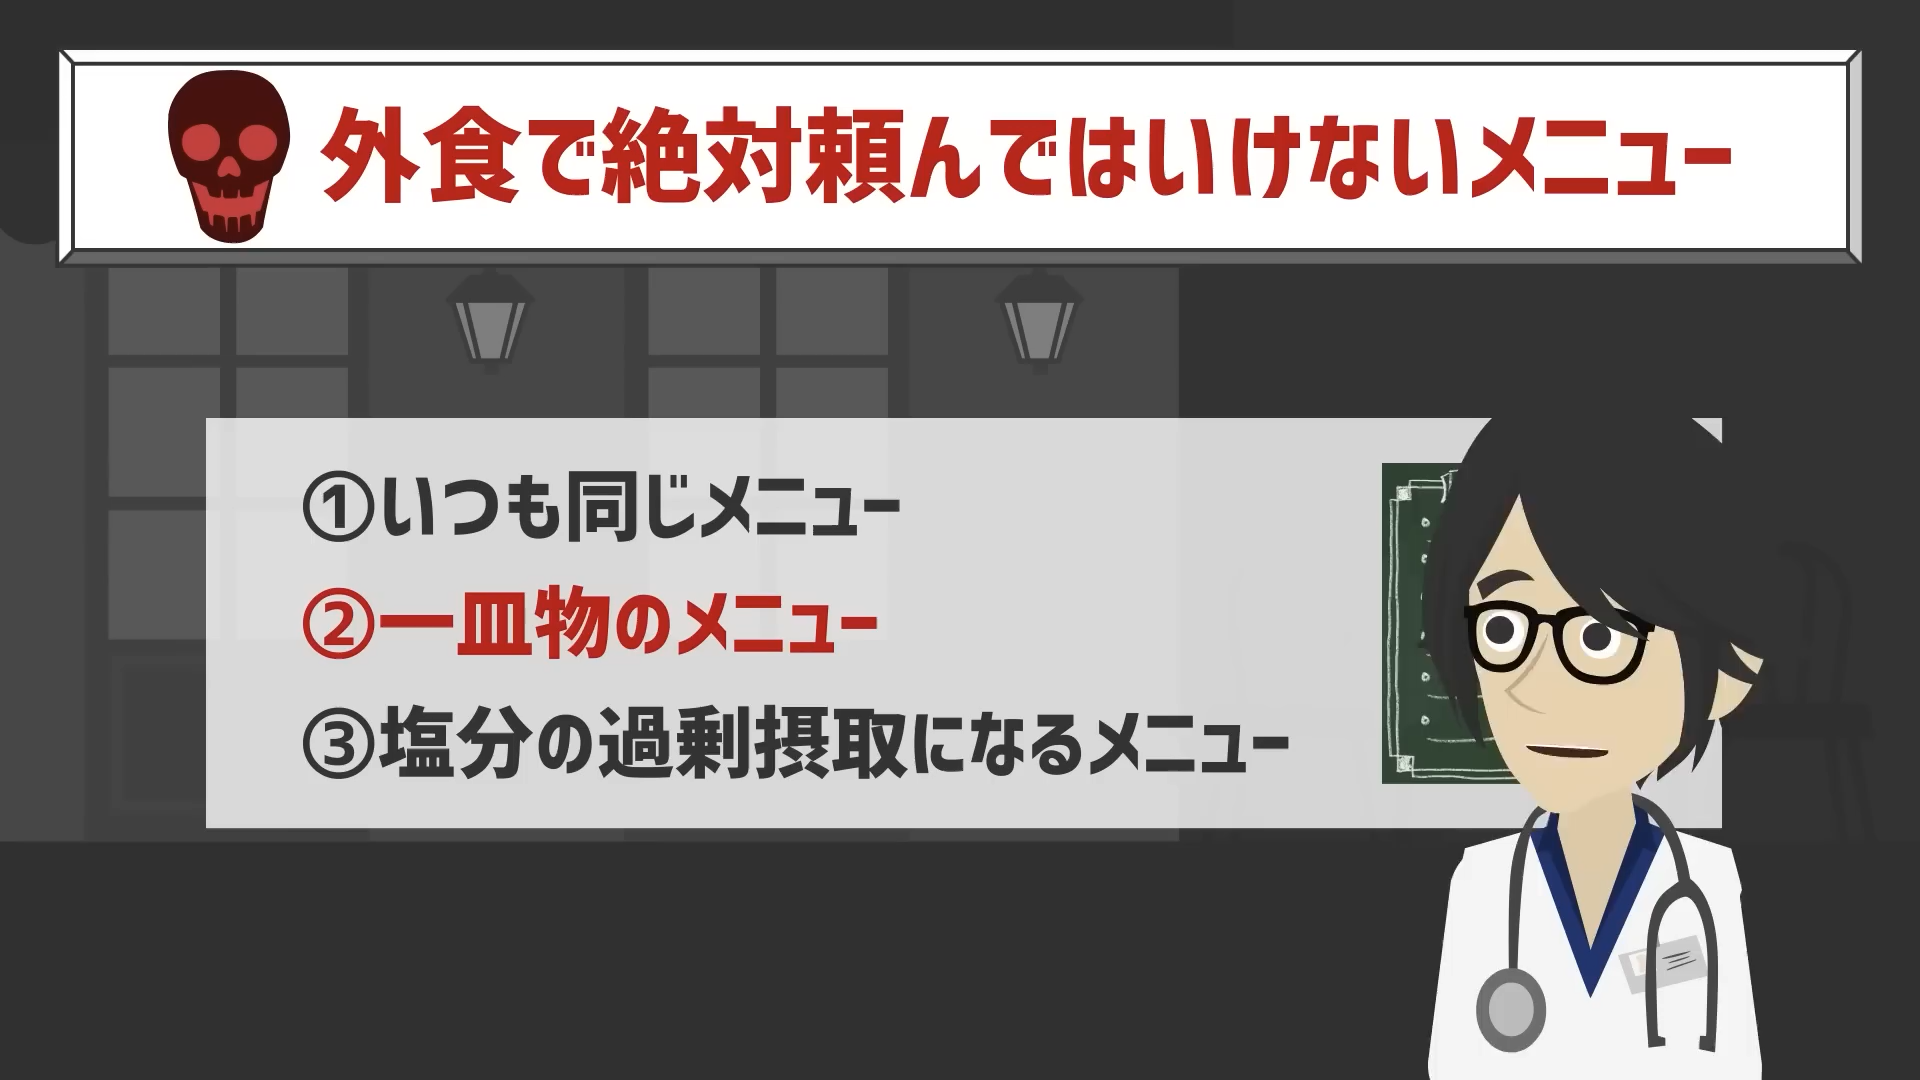 外食で絶対頼んではいけないメニュー
①いつも同じメニュー
②一皿物のメニュー
③塩分の過剰摂取になるメニュー